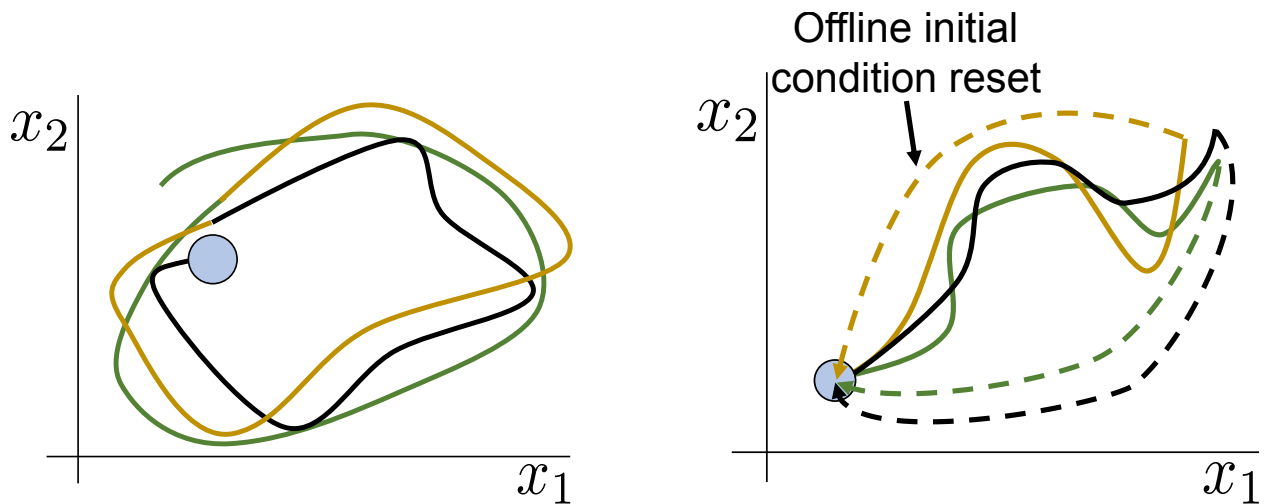 x₂
x₁
Offline initial
condition reset
x₂
x₁